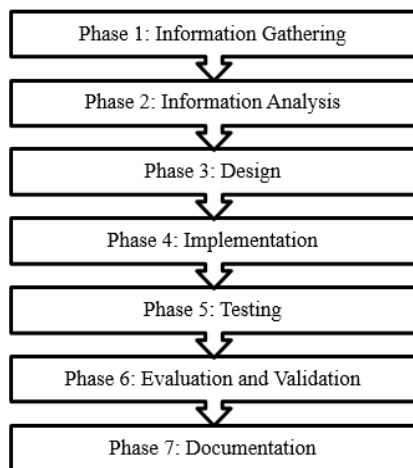 Phase 1: Information Gathering
Phase 2: Information Analysis
Phase 3: Design
Phase 4: Implementation
Phase 5: Testing
Phase 6: Evaluation and Validation
Phase 7: Documentation